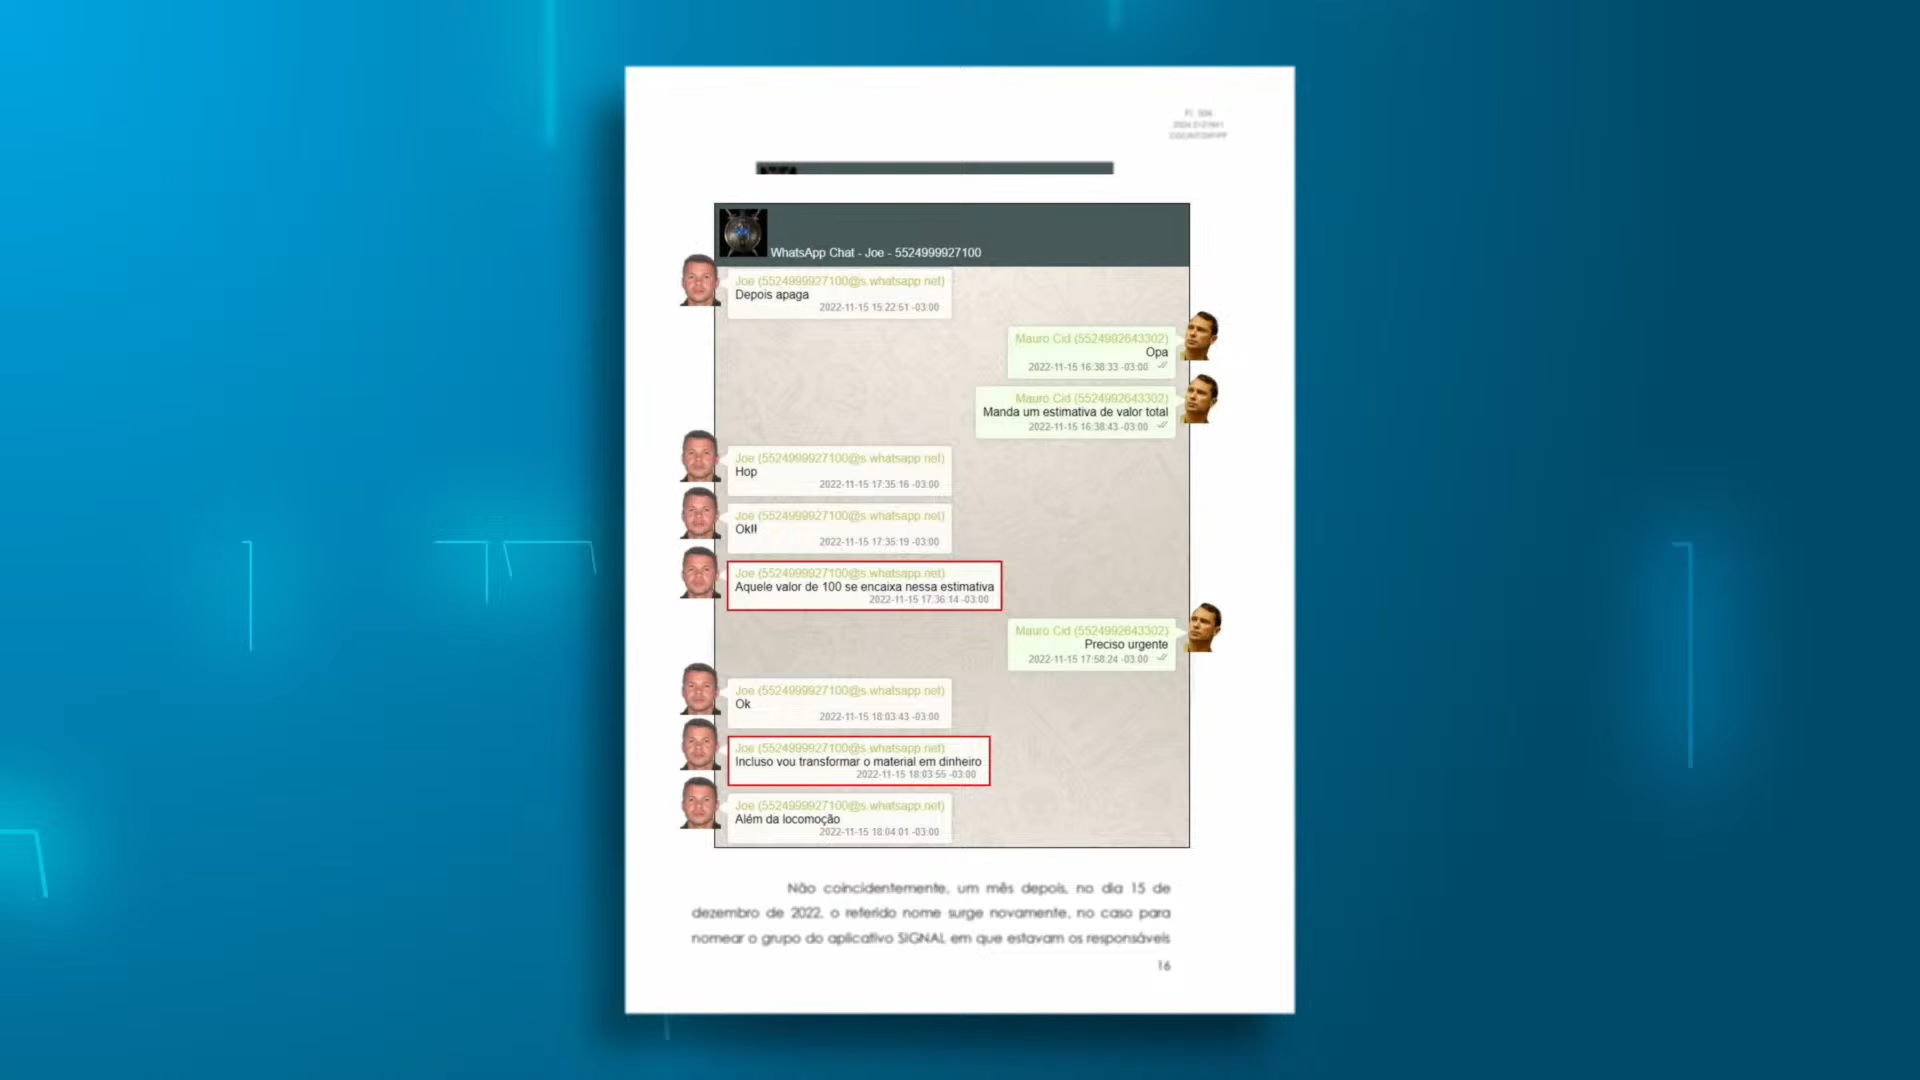 WhatsApp Chat - Joe - 5524999927100
Joe (5524999927100@s.whatsapp.net)
Depois apaga
2022-11-15 15:22:51 -03:00
Mauro Cid (5524992643302)
Opa
2022-11-15 16:38:33 -03:00
Mauro Cid (5524992643302)
Manda um estimativa de valor total
2022-11-15 16:38:43 -03:00
Joe (5524999927100@s.whatsapp.net)
Hop
2022-11-15 17:35:16 -03:00
Joe (5524999927100@s.whatsapp.net)
Ok!!
2022-11-15 17:35:19 -03:00
Joe (5524999927100@s.whatsapp.net)
Aquele valor de 100 se encaixa nessa estimativa
2022-11-15 17:36:14 -03:00
Mauro Cid (5524992643302)
Preciso urgente
2022-11-15 17:58:24 -03:00
Joe (5524999927100@s.whatsapp.net)
Ok
2022-11-15 18:03:43 -03:00
Joe (5524999927100@s.whatsapp.net)
Incluso vou transformar o material em dinheiro
2022-11-15 18:03:55 -03:00
Joe (5524999927100@s.whatsapp.net)
Além da locomoção
2022-11-15 18:04:01 -03:00
Não coincidentemente, um mês depois, no dia 15 de
dezembro de 2022, o referido nome surge novamente, no caso para
nomear o grupo do aplicativo SIGNAL em que estavam os responsáveis
16